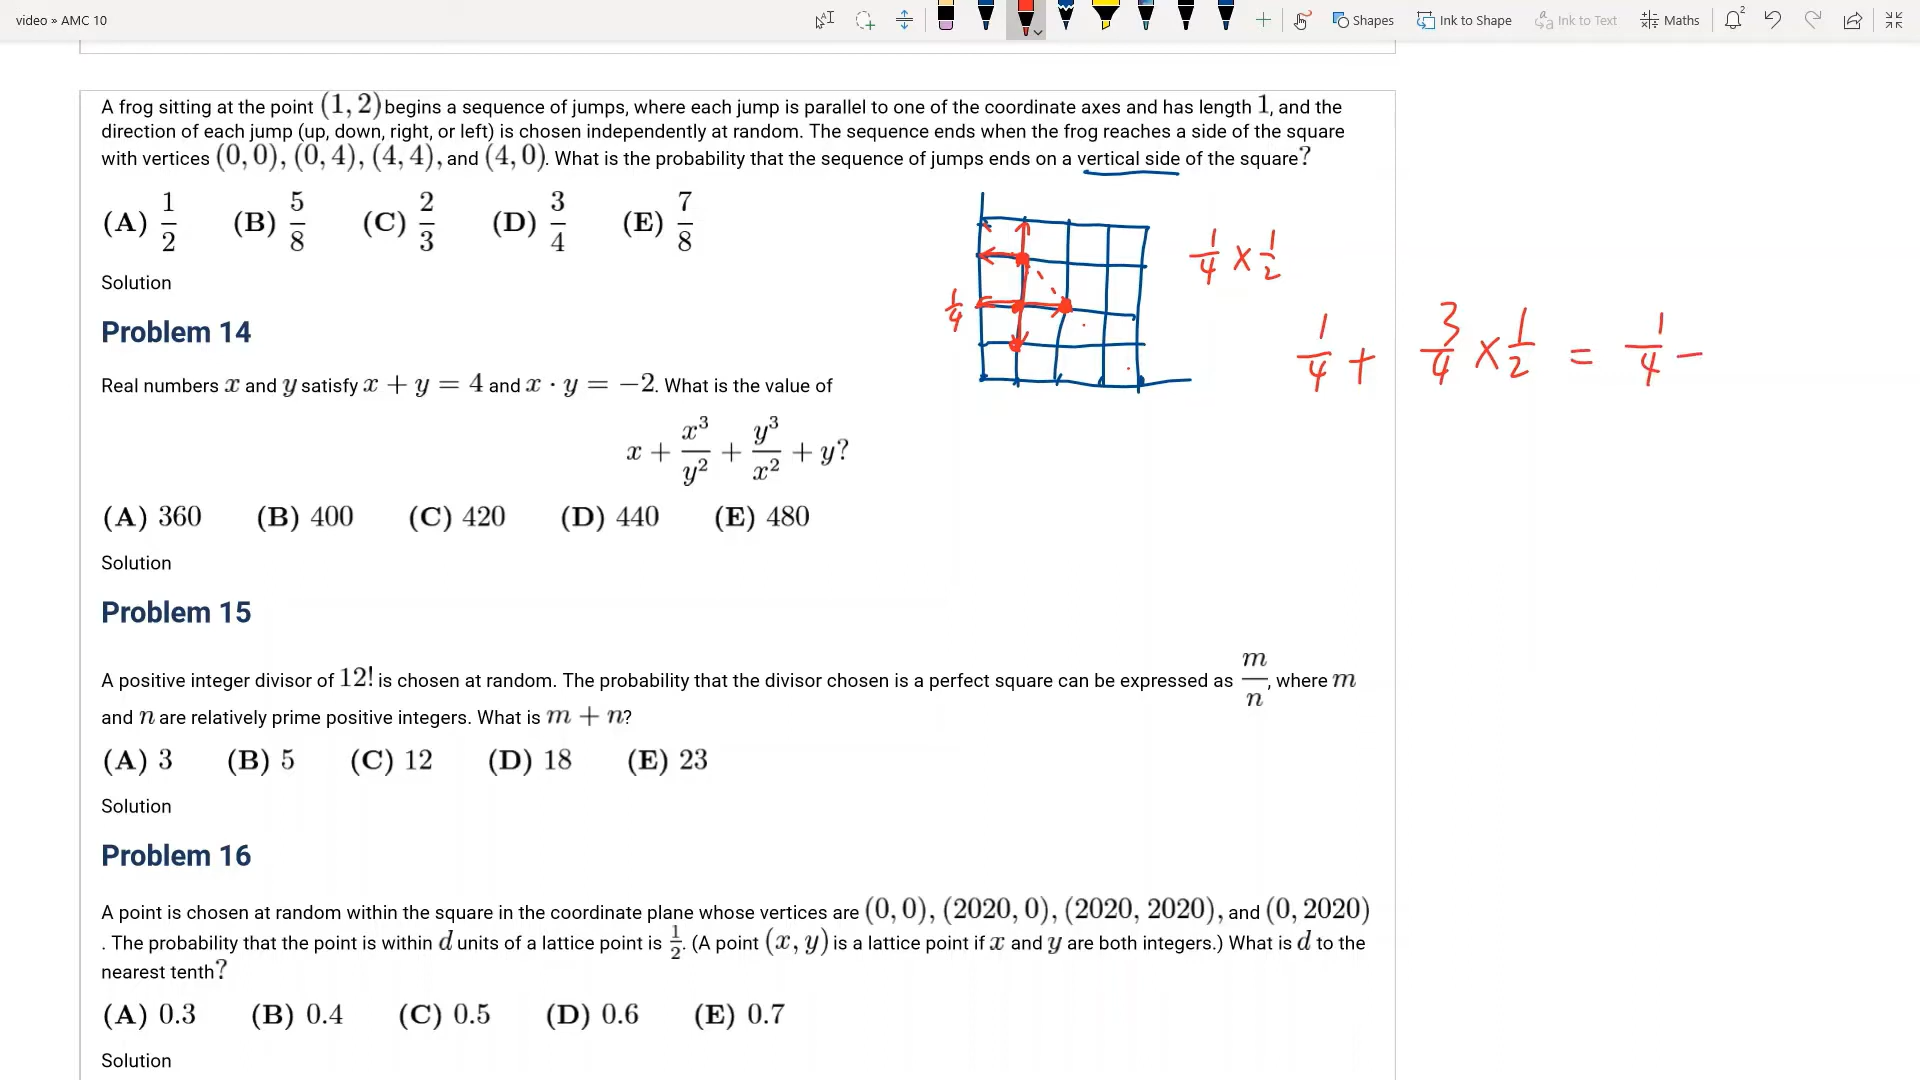 video » AMC 10
Shapes Ink to Shape Ink to Text Maths 2
A frog sitting at the point (1, 2) begins a sequence of jumps, where each jump is parallel to one of the coordinate axes and has length 1, and the
direction of each jump (up, down, right, or left) is chosen independently at random. The sequence ends when the frog reaches a side of the square
with vertices (0, 0), (0, 4), (4, 4), and (4, 0). What is the probability that the sequence of jumps ends on a vertical side of the square?
(A) 1/2 (B) 5/8 (C) 2/3 (D) 3/4 (E) 7/8
1/4 × 1/2
1/4
1/4 + 3/4 × 1/2 = 1/4 –
Solution
Problem 14
Real numbers x and y satisfy x + y = 4 and x · y = −2. What is the value of
x + x³/y² + y³/x² + y?
(A) 360 (B) 400 (C) 420 (D) 440 (E) 480
Solution
Problem 15
A positive integer divisor of 12! is chosen at random. The probability that the divisor chosen is a perfect square can be expressed as m/n, where m
and n are relatively prime positive integers. What is m + n?
(A) 3 (B) 5 (C) 12 (D) 18 (E) 23
Solution
Problem 16
A point is chosen at random within the square in the coordinate plane whose vertices are (0, 0), (2020, 0), (2020, 2020), and (0, 2020)
. The probability that the point is within d units of a lattice point is 1/2. (A point (x, y) is a lattice point if x and y are both integers.) What is d to the
nearest tenth?
(A) 0.3 (B) 0.4 (C) 0.5 (D) 0.6 (E) 0.7
Solution